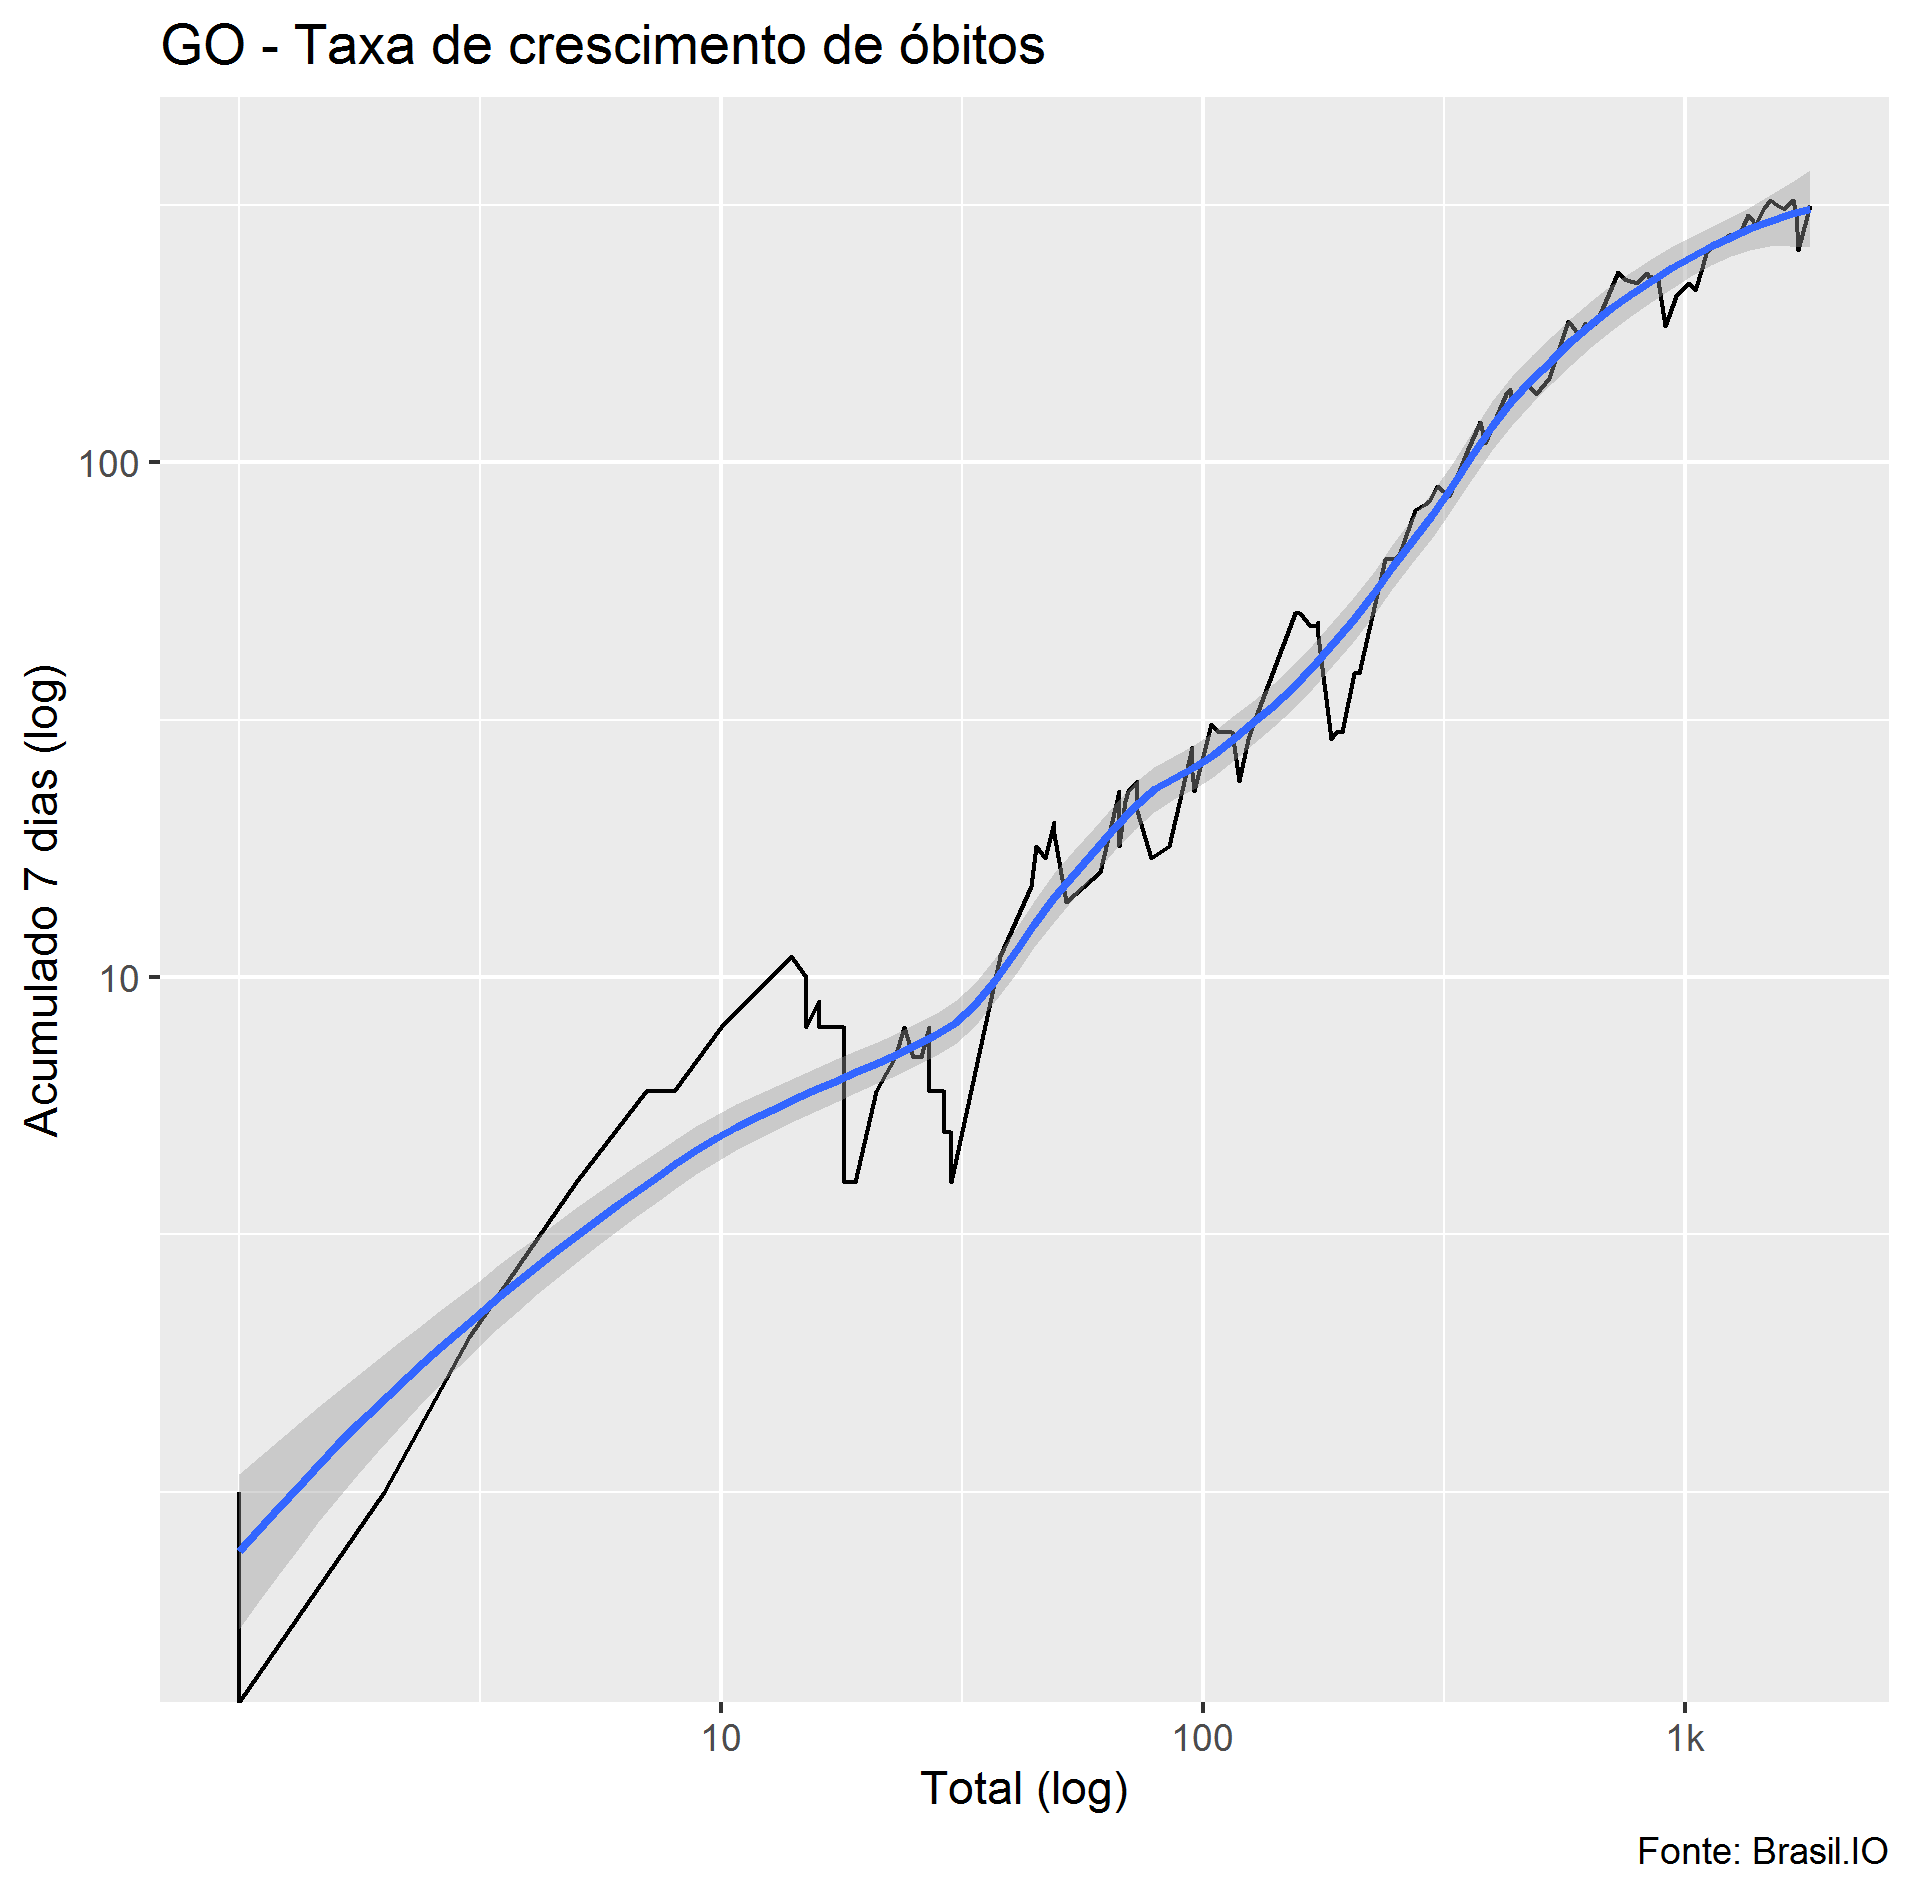 GO - Taxa de crescimento de óbitos
Acumulado 7 dias (log)
100
10
10
100
1k
Total (log)
Fonte: Brasil.IO